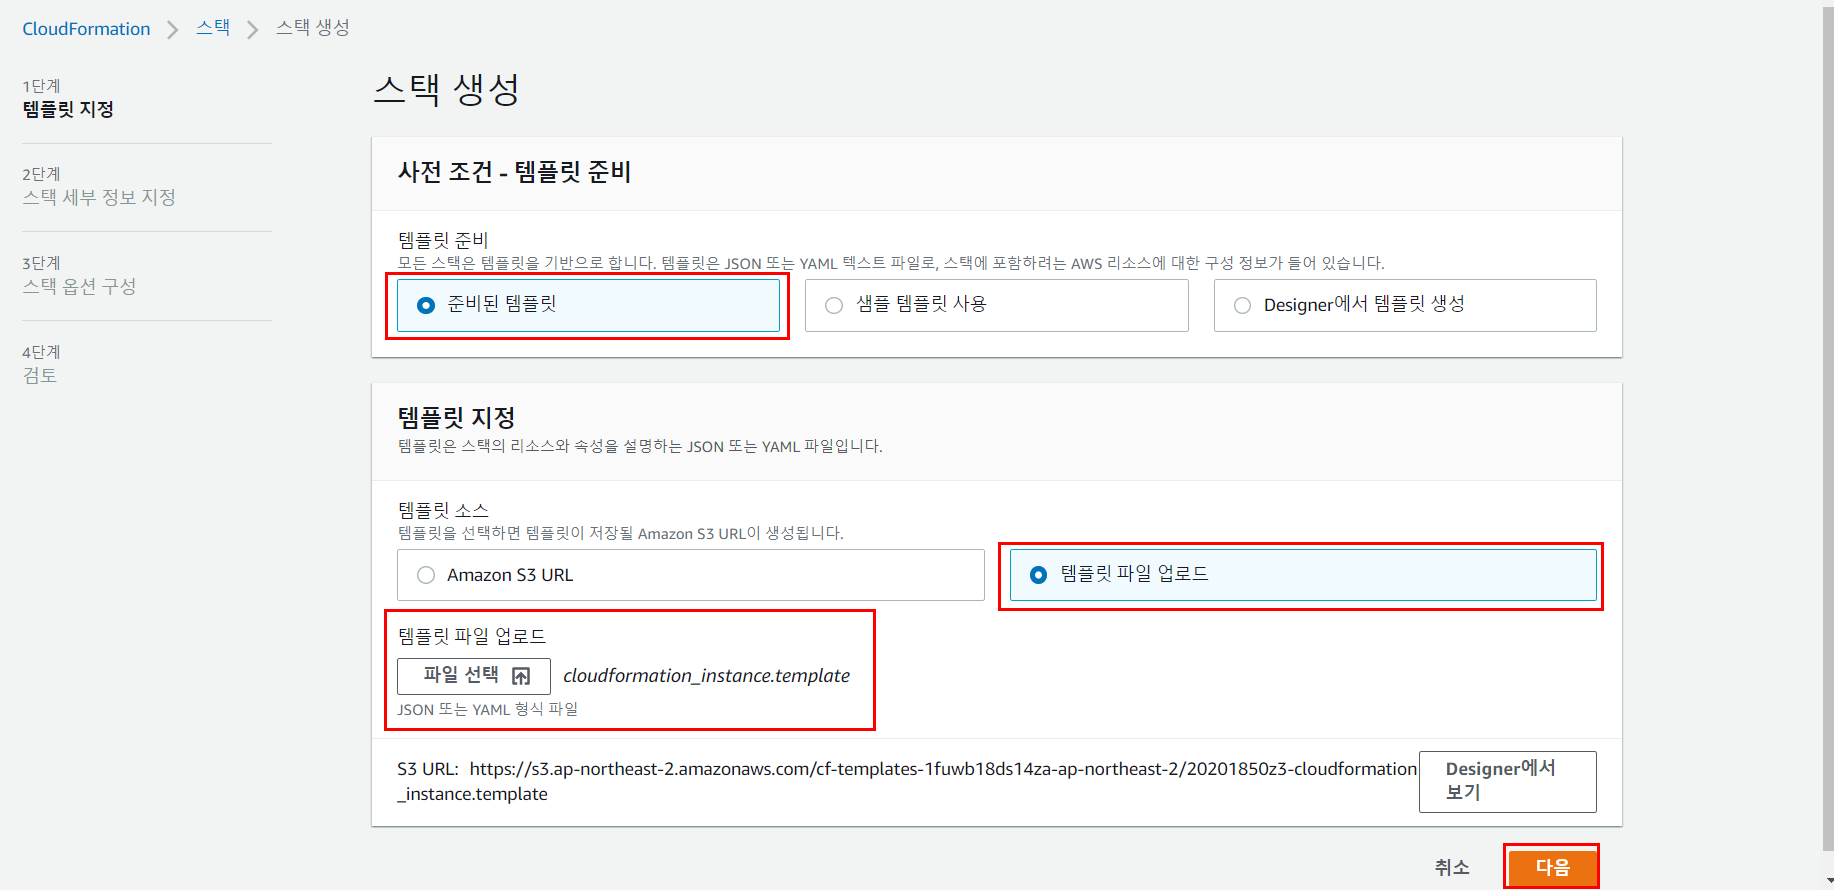 CloudFormation > 스택 > 스택 생성
1단계
템플릿 지정
2단계
스택 세부 정보 지정
3단계
스택 옵션 구성
4단계
검토
스택 생성
사전 조건 - 템플릿 준비
템플릿 준비
모든 스택은 템플릿을 기반으로 합니다. 템플릿은 JSON 또는 YAML 텍스트 파일로, 스택에 포함하려는 AWS 리소스에 대한 구성 정보가 들어 있습니다.
준비된 템플릿 샘플 템플릿 사용 Designer에서 템플릿 생성
템플릿 지정
템플릿은 스택의 리소스와 속성을 설명하는 JSON 또는 YAML 파일입니다.
템플릿 소스
템플릿을 선택하면 템플릿이 저장될 Amazon S3 URL이 생성됩니다.
Amazon S3 URL 템플릿 파일 업로드
템플릿 파일 업로드
파일 선택 cloudformation_instance.template
JSON 또는 YAML 형식 파일
S3 URL: https://s3.ap-northeast-2.amazonaws.com/cf-templates-1fuwb18ds14za-ap-northeast-2/20201850z3-cloudformation
_instance.template
Designer에서
보기
취소 다음